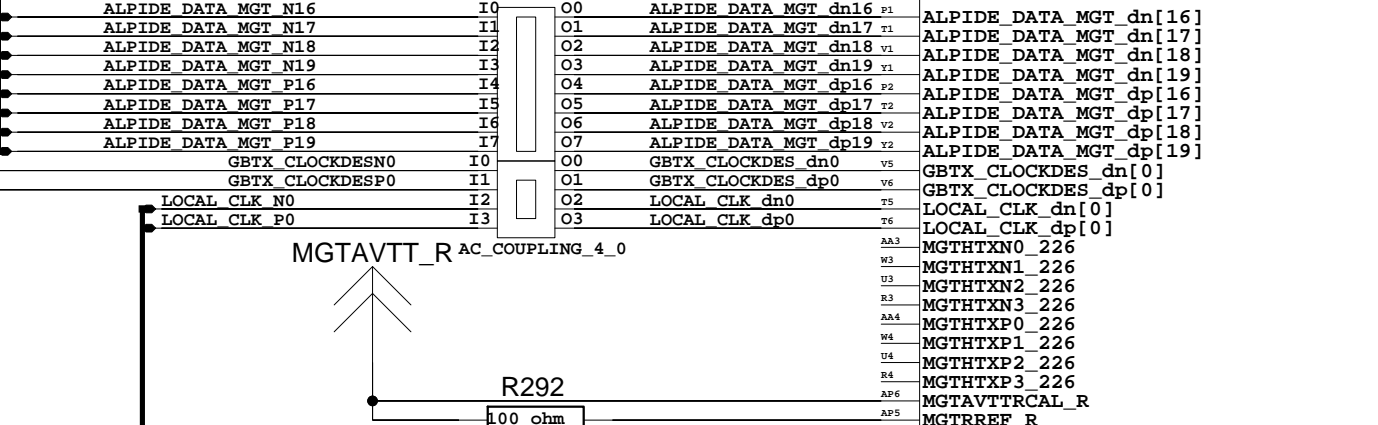 ALPIDE_DATA_MGT_N16 I0 O0 ALPIDE_DATA_MGT_dn16 P1 ALPIDE_DATA_MGT_dn[16]
ALPIDE_DATA_MGT_N17 I1 O1 ALPIDE_DATA_MGT_dn17 T1 ALPIDE_DATA_MGT_dn[17]
ALPIDE_DATA_MGT_N18 I2 O2 ALPIDE_DATA_MGT_dn18 V1 ALPIDE_DATA_MGT_dn[18]
ALPIDE_DATA_MGT_N19 I3 O3 ALPIDE_DATA_MGT_dn19 Y1 ALPIDE_DATA_MGT_dn[19]
ALPIDE_DATA_MGT_P16 I4 O4 ALPIDE_DATA_MGT_dp16 P2 ALPIDE_DATA_MGT_dp[16]
ALPIDE_DATA_MGT_P17 I5 O5 ALPIDE_DATA_MGT_dp17 T2 ALPIDE_DATA_MGT_dp[17]
ALPIDE_DATA_MGT_P18 I6 O6 ALPIDE_DATA_MGT_dp18 V2 ALPIDE_DATA_MGT_dp[18]
ALPIDE_DATA_MGT_P19 I7 O7 ALPIDE_DATA_MGT_dp19 Y2 ALPIDE_DATA_MGT_dp[19]
GBTX_CLOCKDESN0 I0 O0 GBTX_CLOCKDES_dn0 V5 GBTX_CLOCKDES_dn[0]
GBTX_CLOCKDESP0 I1 O1 GBTX_CLOCKDES_dp0 V6 GBTX_CLOCKDES_dp[0]
LOCAL_CLK_N0 I2 O2 LOCAL_CLK_dn0 T5 LOCAL_CLK_dn[0]
LOCAL_CLK_P0 I3 O3 LOCAL_CLK_dp0 T6 LOCAL_CLK_dp[0]
MGTAVTT_R AC_COUPLING_4_0 AA3 MGTHTXN0_226
W3 MGTHTXN1_226
U3 MGTHTXN2_226
R3 MGTHTXN3_226
AA4 MGTHTXP0_226
W4 MGTHTXP1_226
U4 MGTHTXP2_226
R4 MGTHTXP3_226
R292 AP6 MGTAVTTRCAL_R
100 ohm AP5 MGTRREF_R